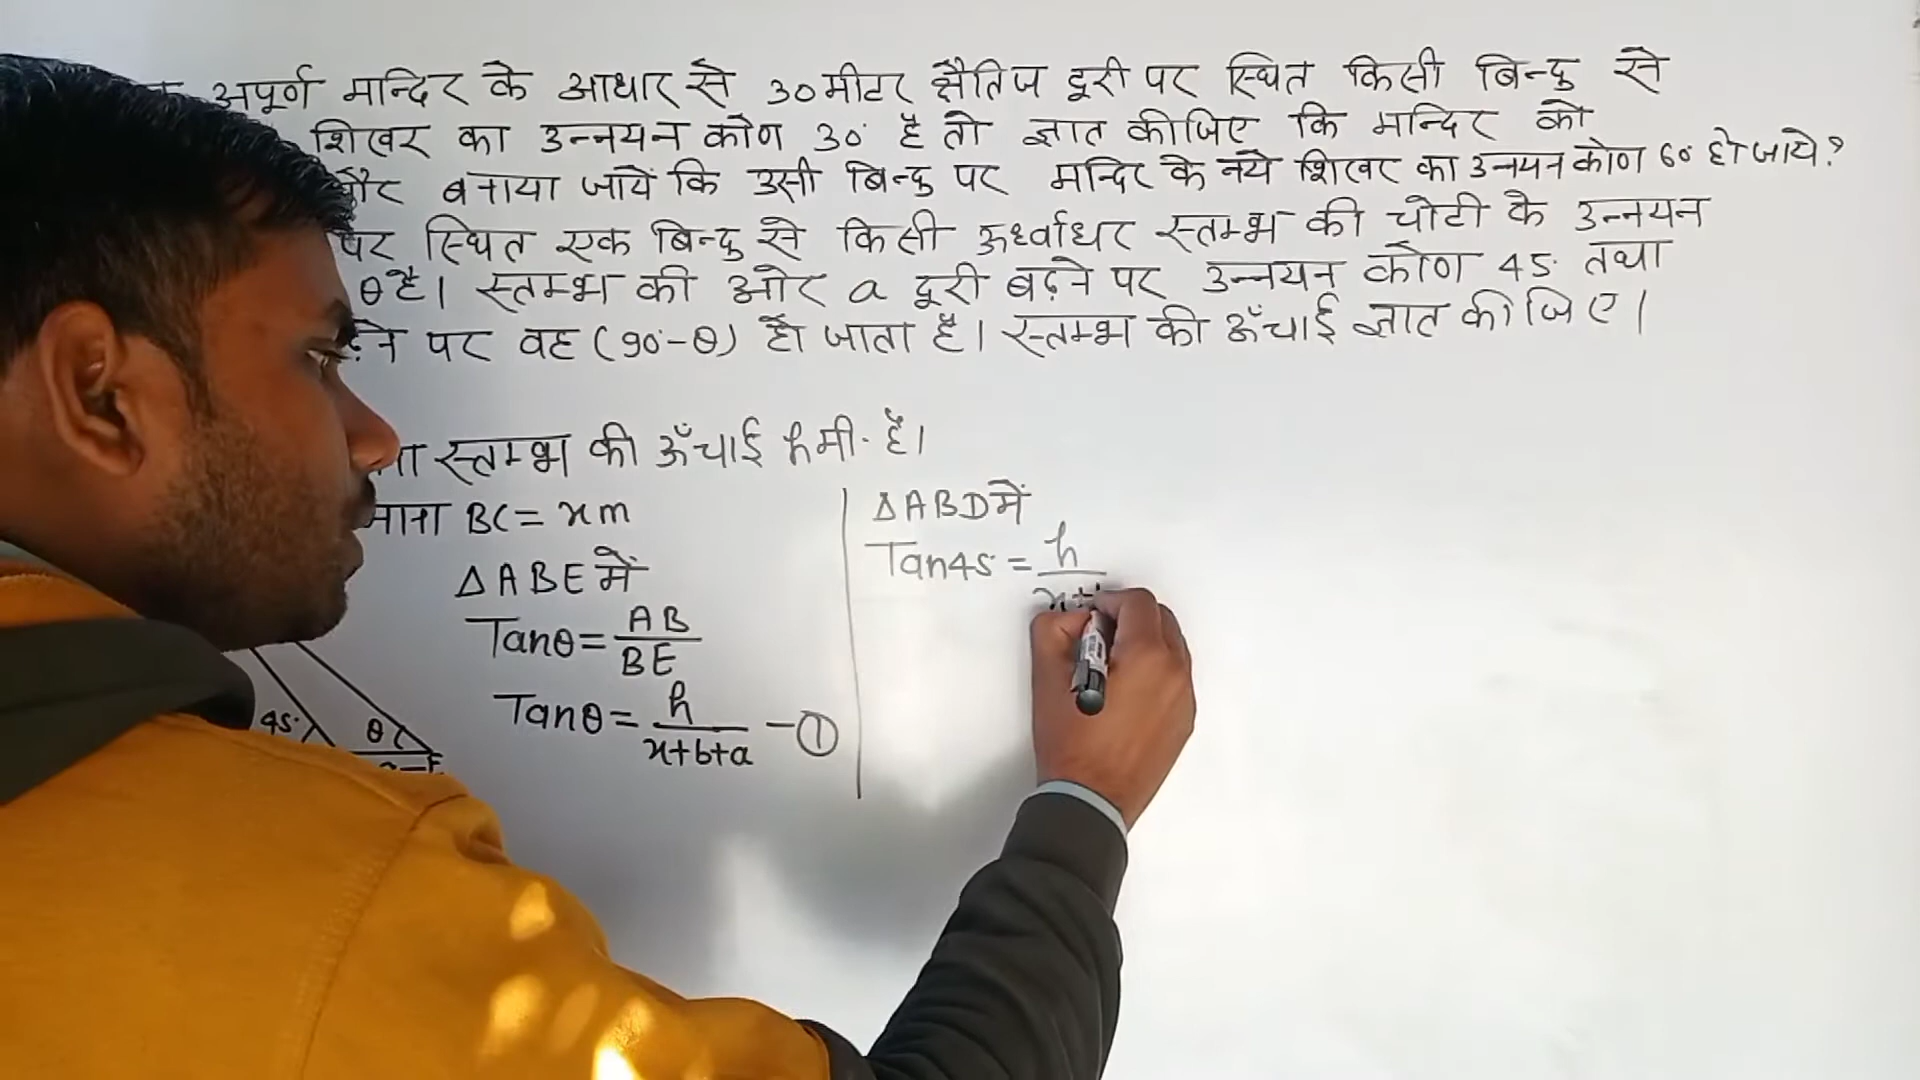 अपूर्ण मन्दिर के आधार से 30 मीटर क्षैतिज दूरी पर स्थित किसी बिन्दु से
शिखर का उन्नयन कोण 30° है तो ज्ञात कीजिए कि मन्दिर को
और बनाया जायें कि उसी बिन्दु पर मन्दिर के नये शिखर का उन्नयन कोण 60° हो जाये?
पर स्थित एक बिन्दु से किसी ऊर्ध्वाधर स्तम्भ की चोटी के उन्नयन
θ है। स्तम्भ की ओर a दूरी बढ़ने पर उन्नयन कोण 45° तथा
पर वह (90°-θ) हो जाता है। स्तम्भ की ऊँचाई ज्ञात कीजिए।
स्तम्भ की ऊँचाई h मी. है।
माना BC = x m
Δ ABE में
Tanθ = AB/BE
Tanθ = h/x+b+a -①
Δ ABD में
Tan45° = h/x+
45° θ